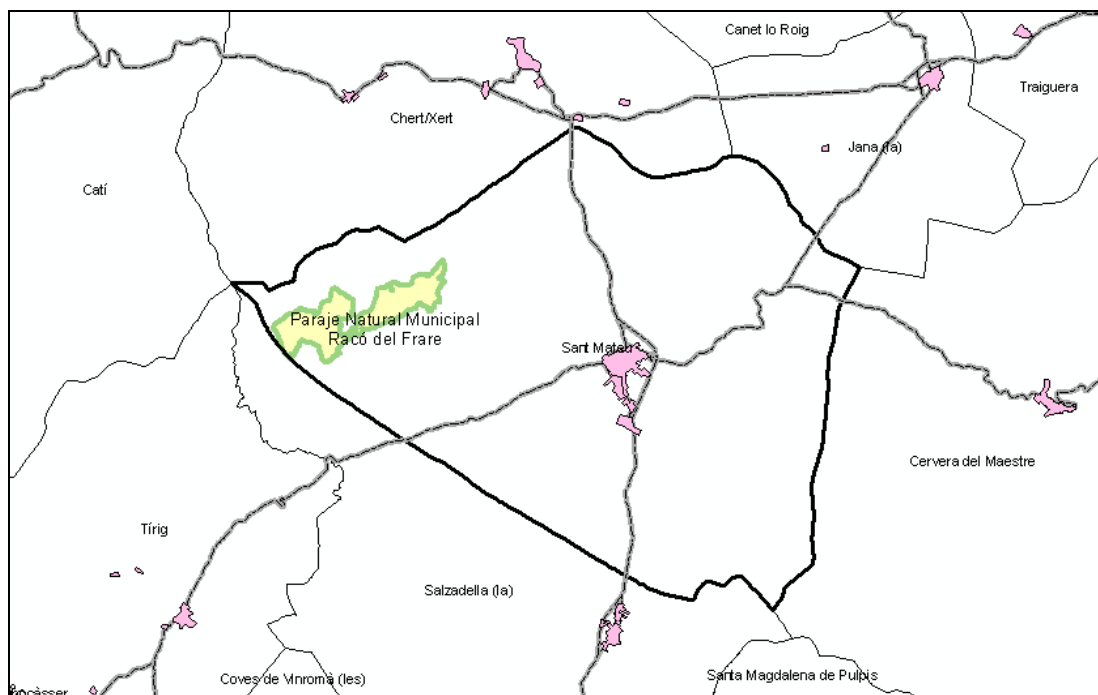 Canet lo Roig
Traiguera
Chert/Xert
Jana (la)
Catí
Paraje Natural Municipal
Racó del Frare
Sant Mateu
Cervera del Maestre
Tírig
Salzadella (la)
Coves de Vinromà (les)
Santa Magdalena de Pulpis